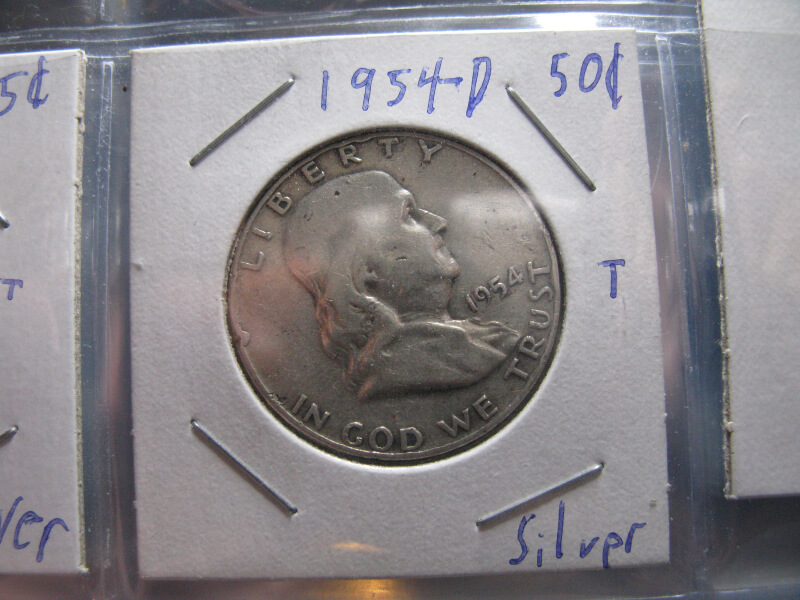 5¢
1954-D 50¢
LIBERTY
1954
IN GOD WE TRUST
T
T
ver
Silver